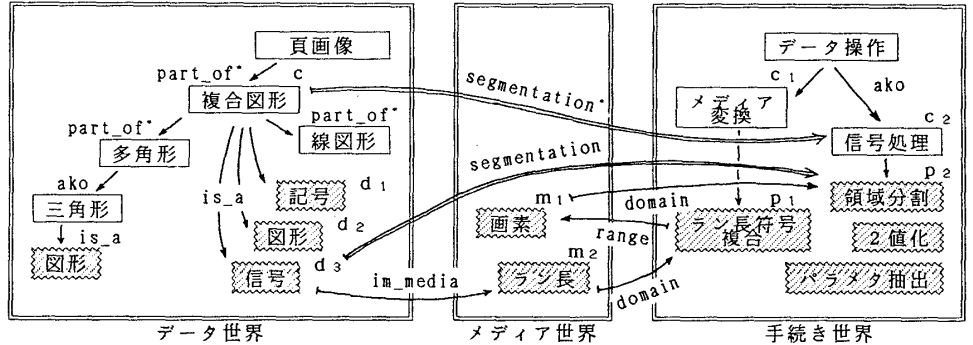 頁画像
part_of* c
複合図形
part_of*
線図形
part_of*
多角形
ako
三角形
is_a
図形
is_a
記号 d1
図形 d2
信号 d3
データ世界
segmentation*
segmentation
im_media
m1
画素
m2
ラン長
domain
range
domain
メディア世界
データ操作
ako
c1
メディア
変換
c2
信号処理
p1
ラン長符号
複合
p2
領域分割
2値化
パラメタ抽出
手続き世界